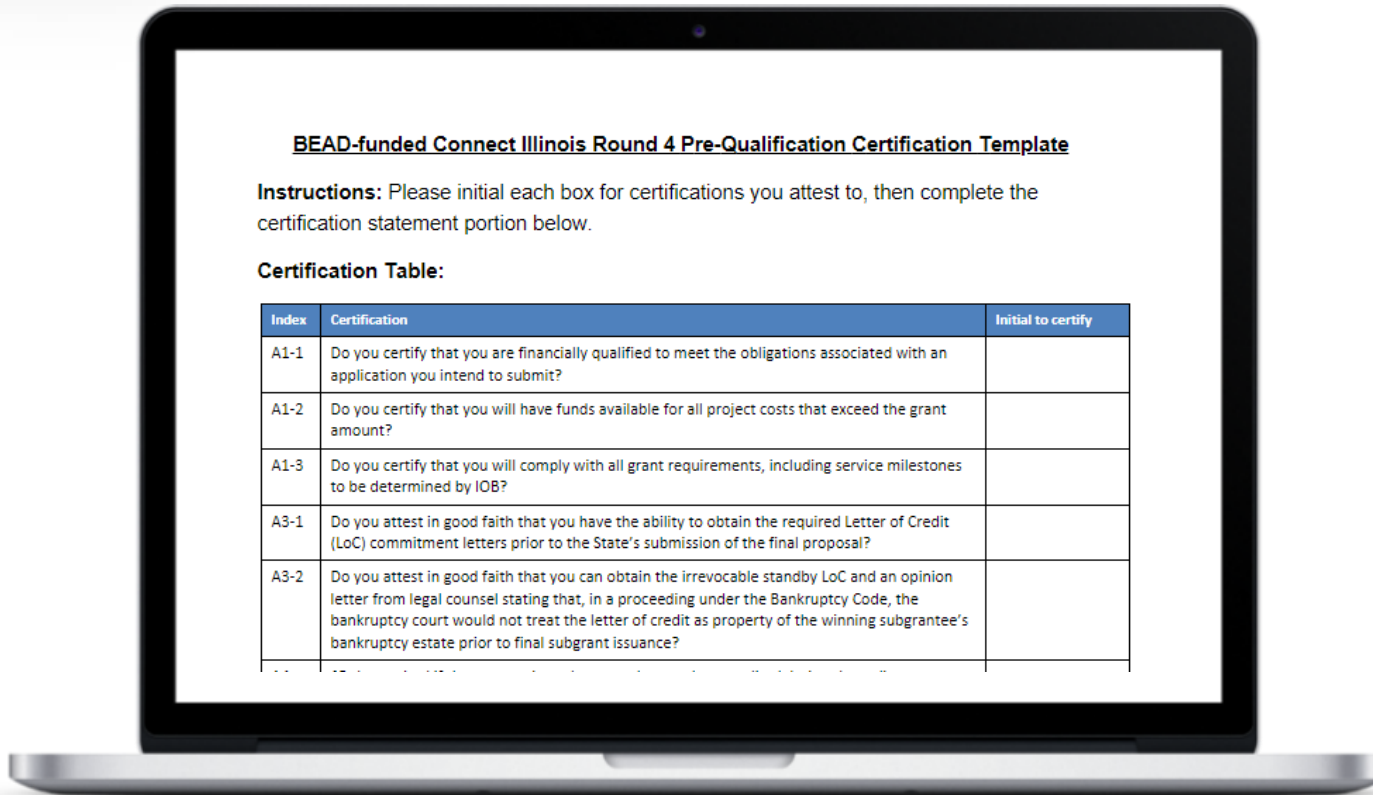 BEAD-funded Connect Illinois Round 4 Pre-Qualification Certification Template
Instructions: Please initial each box for certifications you attest to, then complete the
certification statement portion below.
Certification Table:
Index Certification Initial to certify
A1-1 Do you certify that you are financially qualified to meet the obligations associated with an
application you intend to submit?
A1-2 Do you certify that you will have funds available for all project costs that exceed the grant
amount?
A1-3 Do you certify that you will comply with all grant requirements, including service milestones
to be determined by IOB?
A3-1 Do you attest in good faith that you have the ability to obtain the required Letter of Credit
(LoC) commitment letters prior to the State's submission of the final proposal?
A3-2 Do you attest in good faith that you can obtain the irrevocable standby LoC and an opinion
letter from legal counsel stating that, in a proceeding under the Bankruptcy Code, the
bankruptcy court would not treat the letter of credit as property of the winning subgrantee's
bankruptcy estate prior to final subgrant issuance?